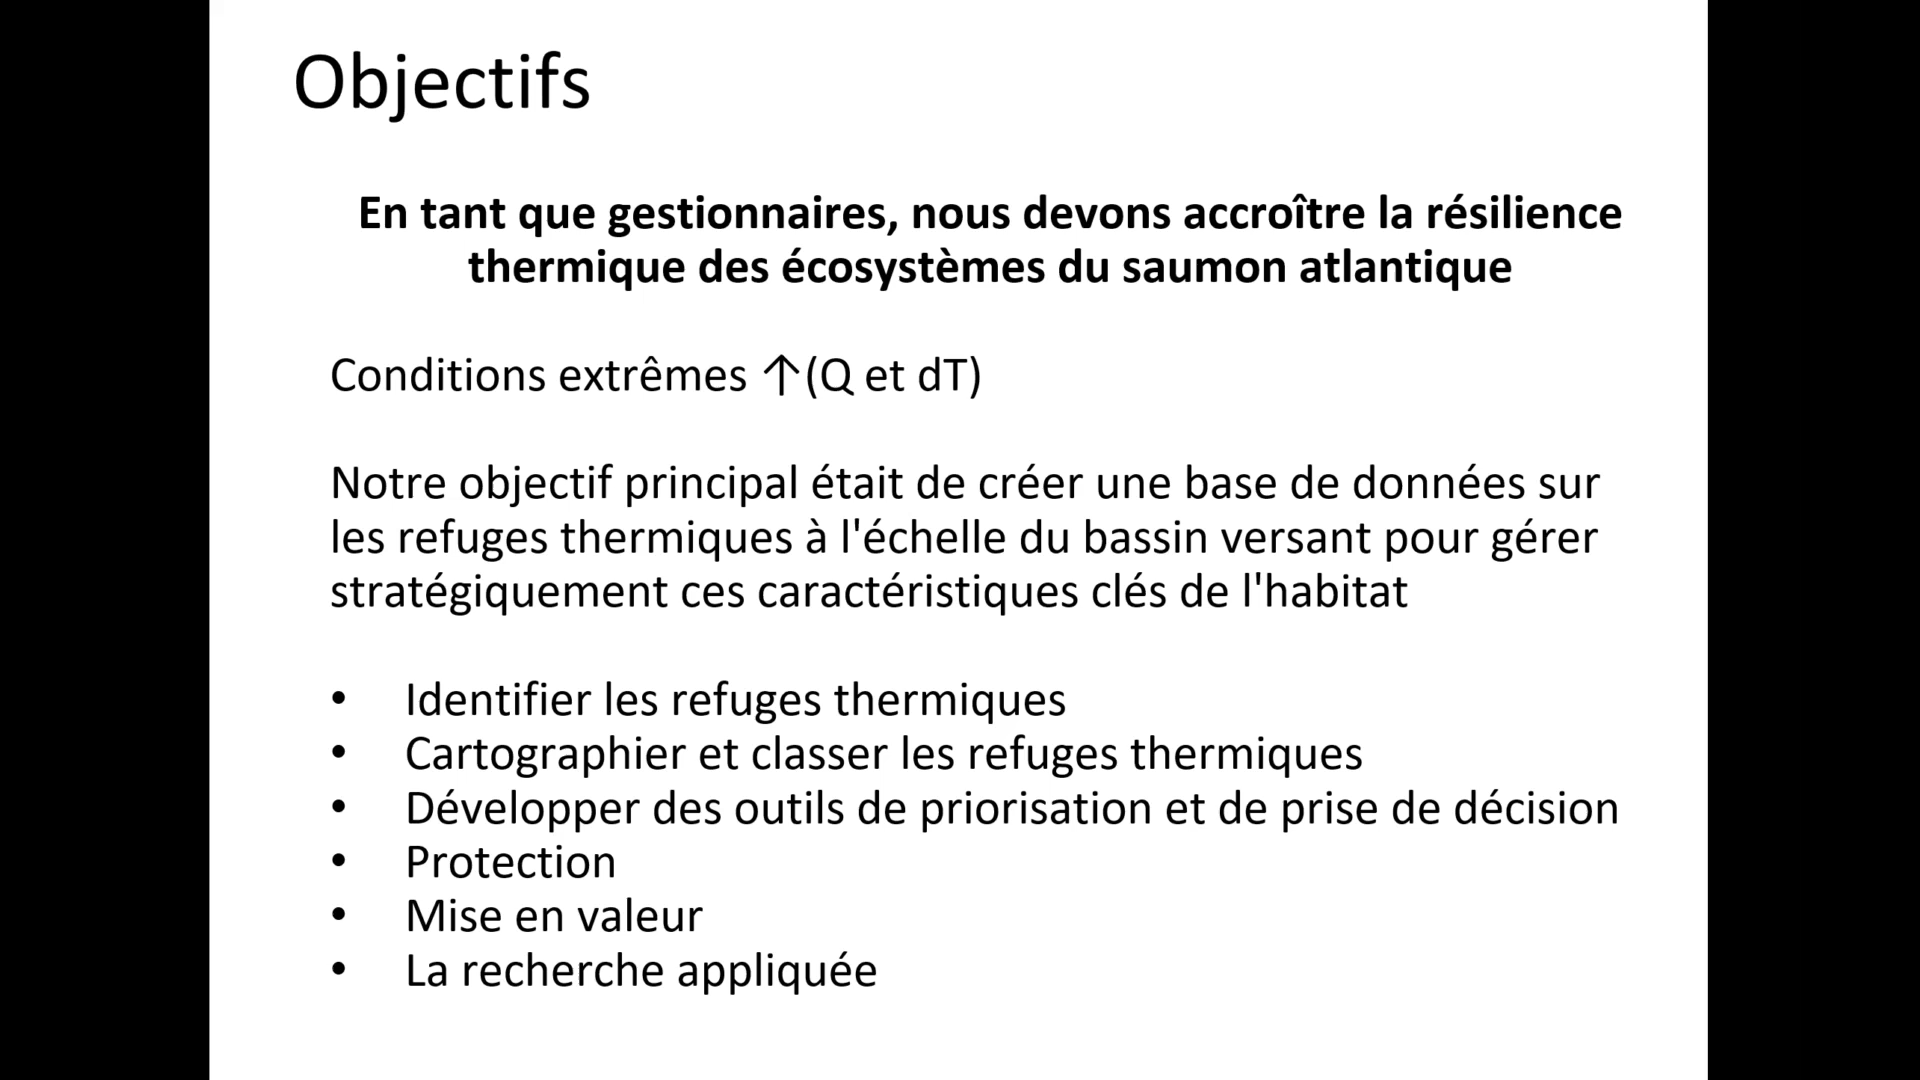 Objectifs
En tant que gestionnaires, nous devons accroître la résilience
thermique des écosystèmes du saumon atlantique
Conditions extrêmes ↑(Q et dT)
Notre objectif principal était de créer une base de données sur
les refuges thermiques à l'échelle du bassin versant pour gérer
stratégiquement ces caractéristiques clés de l'habitat
• Identifier les refuges thermiques
• Cartographier et classer les refuges thermiques
• Développer des outils de priorisation et de prise de décision
• Protection
• Mise en valeur
• La recherche appliquée